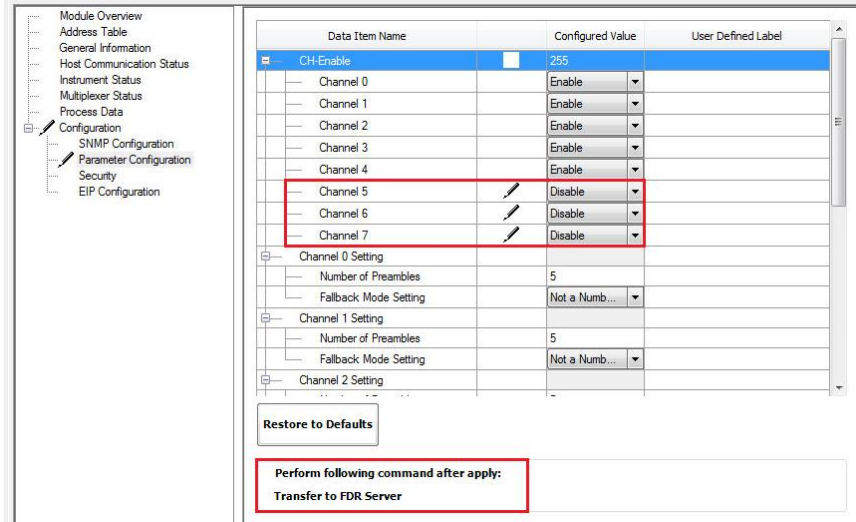 Module Overview
Address Table
General Information
Host Communication Status
Instrument Status
Multiplexer Status
Process Data
Configuration
SNMP Configuration
Parameter Configuration
Security
EIP Configuration
Data Item Name Configured Value User Defined Label
CH-Enable 255
Channel 0 Enable
Channel 1 Enable
Channel 2 Enable
Channel 3 Enable
Channel 4 Enable
Channel 5 Disable
Channel 6 Disable
Channel 7 Disable
Channel 0 Setting
Number of Preambles 5
Fallback Mode Setting Not a Numb...
Channel 1 Setting
Number of Preambles 5
Fallback Mode Setting Not a Numb...
Channel 2 Setting
Restore to Defaults
Perform following command after apply:
Transfer to FDR Server